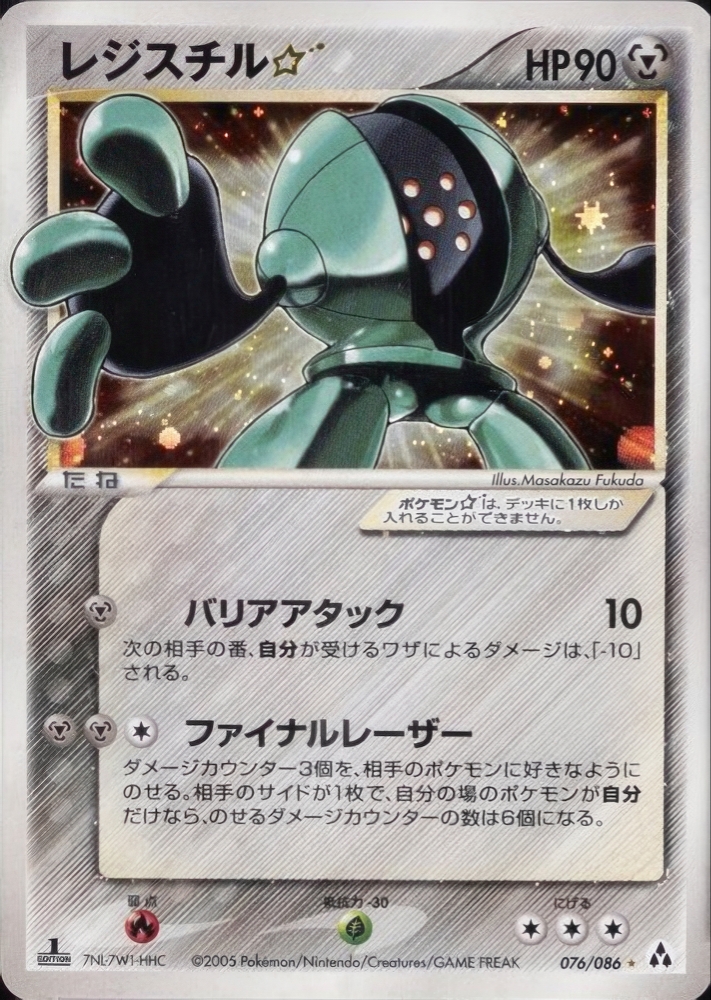 レジスチル☆ HP90
たね
Illus.Masakazu Fukuda
ポケモン☆は、デッキに1枚しか
入れることができません。
バリアアタック 10
次の相手の番、自分が受けるワザによるダメージは、「-10」
される。
ファイナルレーザー
ダメージカウンター3個を、相手のポケモンに好きなように
のせる。相手のサイドが1枚で、自分の場のポケモンが自分
だけなら、のせるダメージカウンターの数は6個になる。
弱点 抵抗力 -30 にげる
1 EDITION 7NL-7W1-HHC ©2005 Pokémon/Nintendo/Creatures/GAME FREAK 076/086 ★